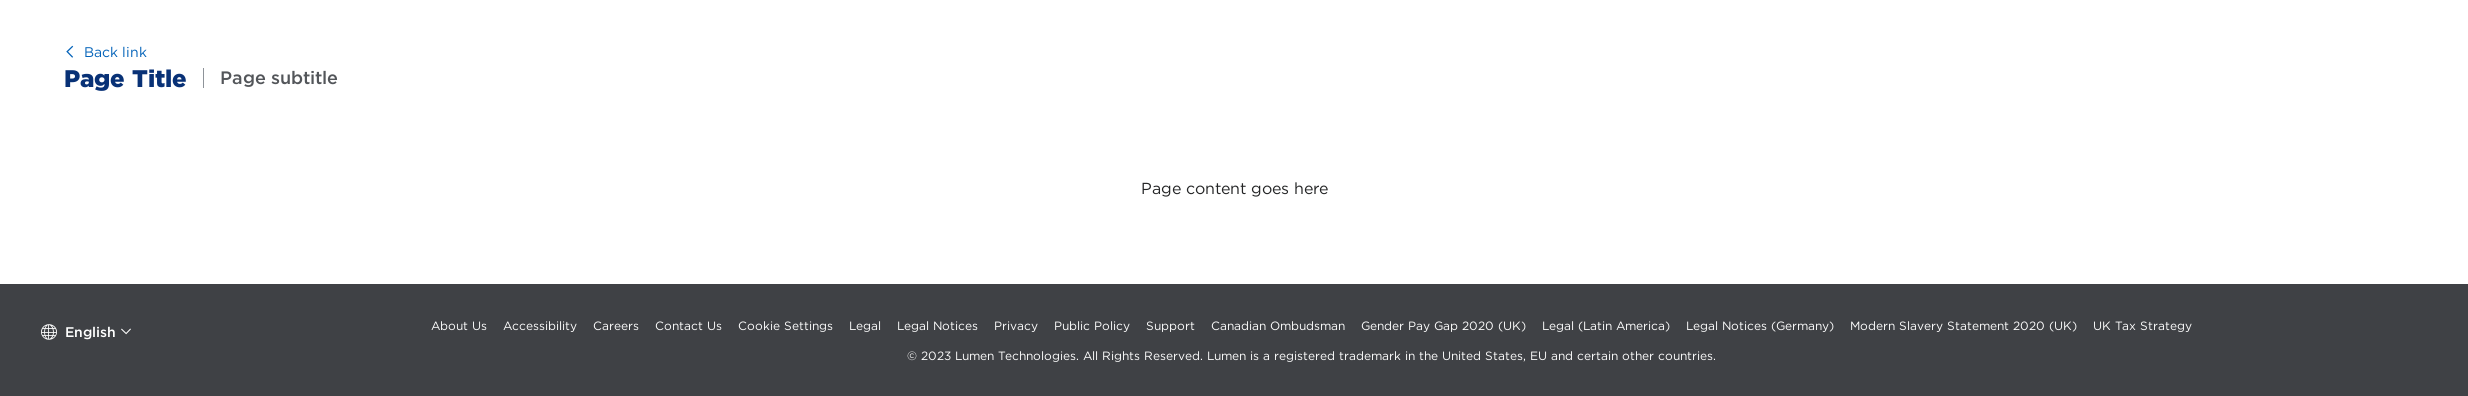 Back link
Page Title
Page subtitle
Page content goes here
English
About Us Accessibility Careers Contact Us Cookie Settings Legal Legal Notices Privacy Public Policy Support Canadian Ombudsman Gender Pay Gap 2020 (UK) Legal (Latin America) Legal Notices (Germany) Modern Slavery Statement 2020 (UK) UK Tax Strategy
© 2023 Lumen Technologies. All Rights Reserved. Lumen is a registered trademark in the United States, EU and certain other countries.